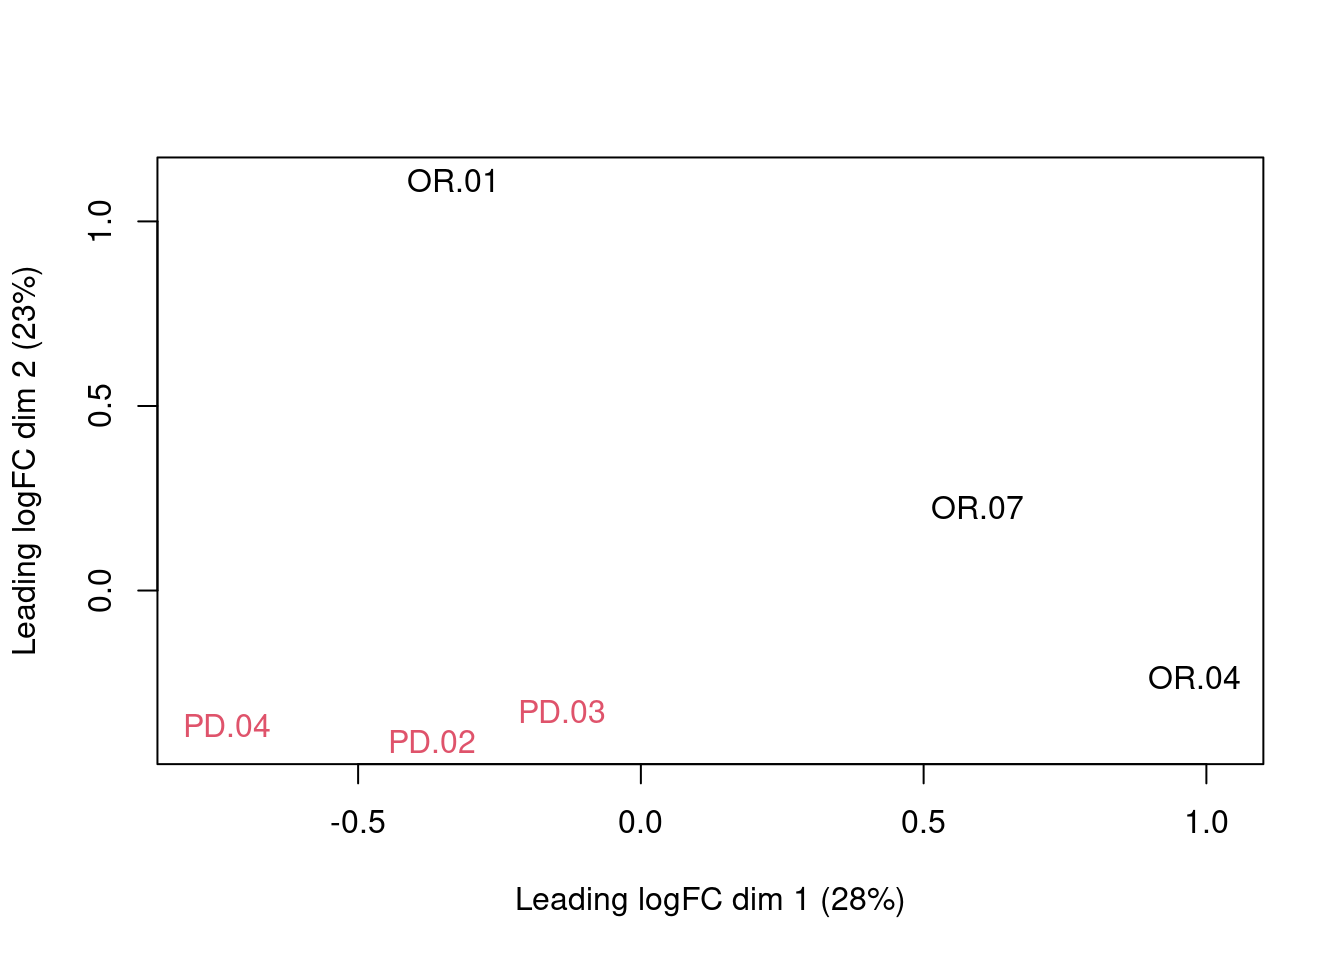 OR.01
1.0
0.5
OR.07
0.0
OR.04
PD.03
PD.04
PD.02
-0.5 0.0 0.5 1.0
Leading logFC dim 1 (28%)
Leading logFC dim 2 (23%)